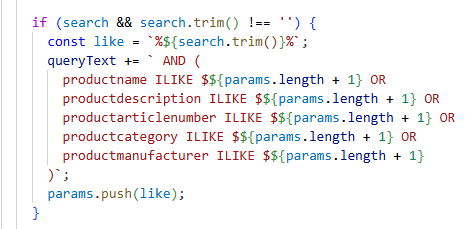 if (search && search.trim() !== '') {
const like = `%${search.trim()}%`;
queryText += ` AND (
productname ILIKE $${params.length + 1} OR
productdescription ILIKE $${params.length + 1} OR
productarticlenumber ILIKE $${params.length + 1} OR
productcategory ILIKE $${params.length + 1} OR
productmanufacturer ILIKE $${params.length + 1}
)`;
params.push(like);
}